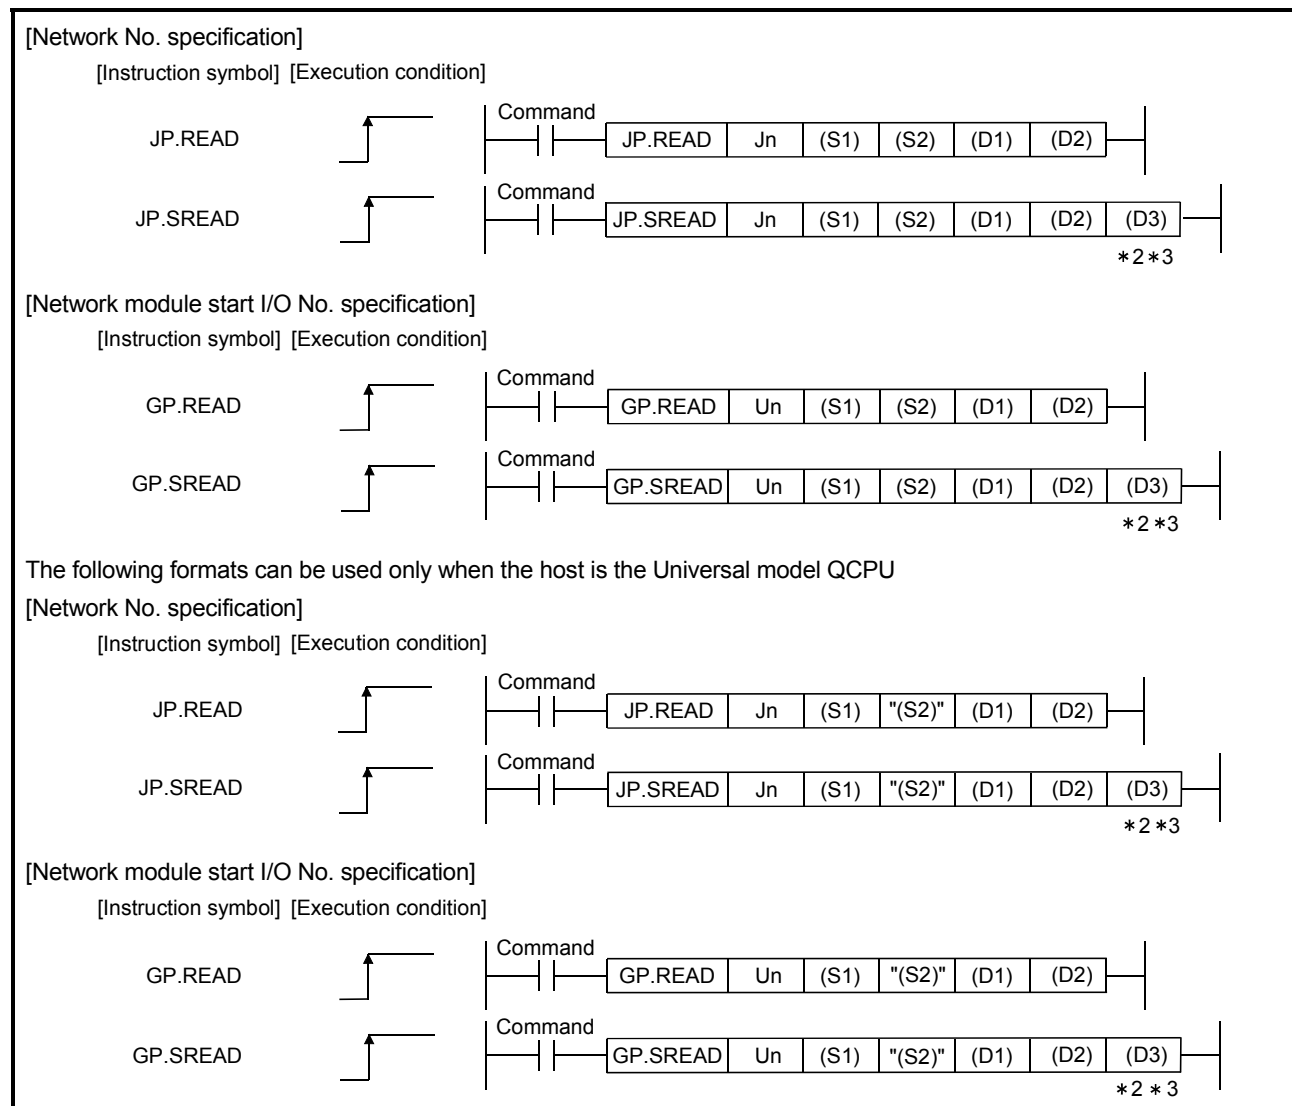 [Network No. specification]
[Instruction symbol] [Execution condition]
Command
JP.READ JP.READ Jn (S1) (S2) (D1) (D2)
Command
JP.SREAD JP.SREAD Jn (S1) (S2) (D1) (D2) (D3)
*2*3
[Network module start I/O No. specification]
[Instruction symbol] [Execution condition]
Command
GP.READ GP.READ Un (S1) (S2) (D1) (D2)
Command
GP.SREAD GP.SREAD Un (S1) (S2) (D1) (D2) (D3)
*2*3
The following formats can be used only when the host is the Universal model QCPU
[Network No. specification]
[Instruction symbol] [Execution condition]
Command
JP.READ JP.READ Jn (S1) "(S2)" (D1) (D2)
Command
JP.SREAD JP.SREAD Jn (S1) "(S2)" (D1) (D2) (D3)
*2*3
[Network module start I/O No. specification]
[Instruction symbol] [Execution condition]
Command
GP.READ GP.READ Un (S1) "(S2)" (D1) (D2)
Command
GP.SREAD GP.SREAD Un (S1) "(S2)" (D1) (D2) (D3)
*2 * 3